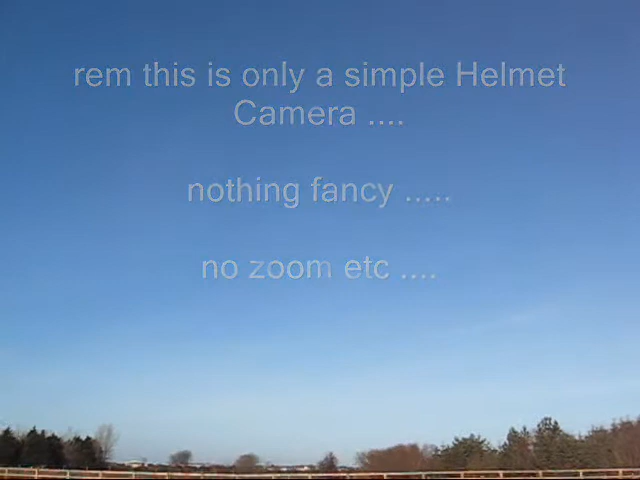 rem this is only a simple Helmet
Camera ....
nothing fancy .....
no zoom etc ....